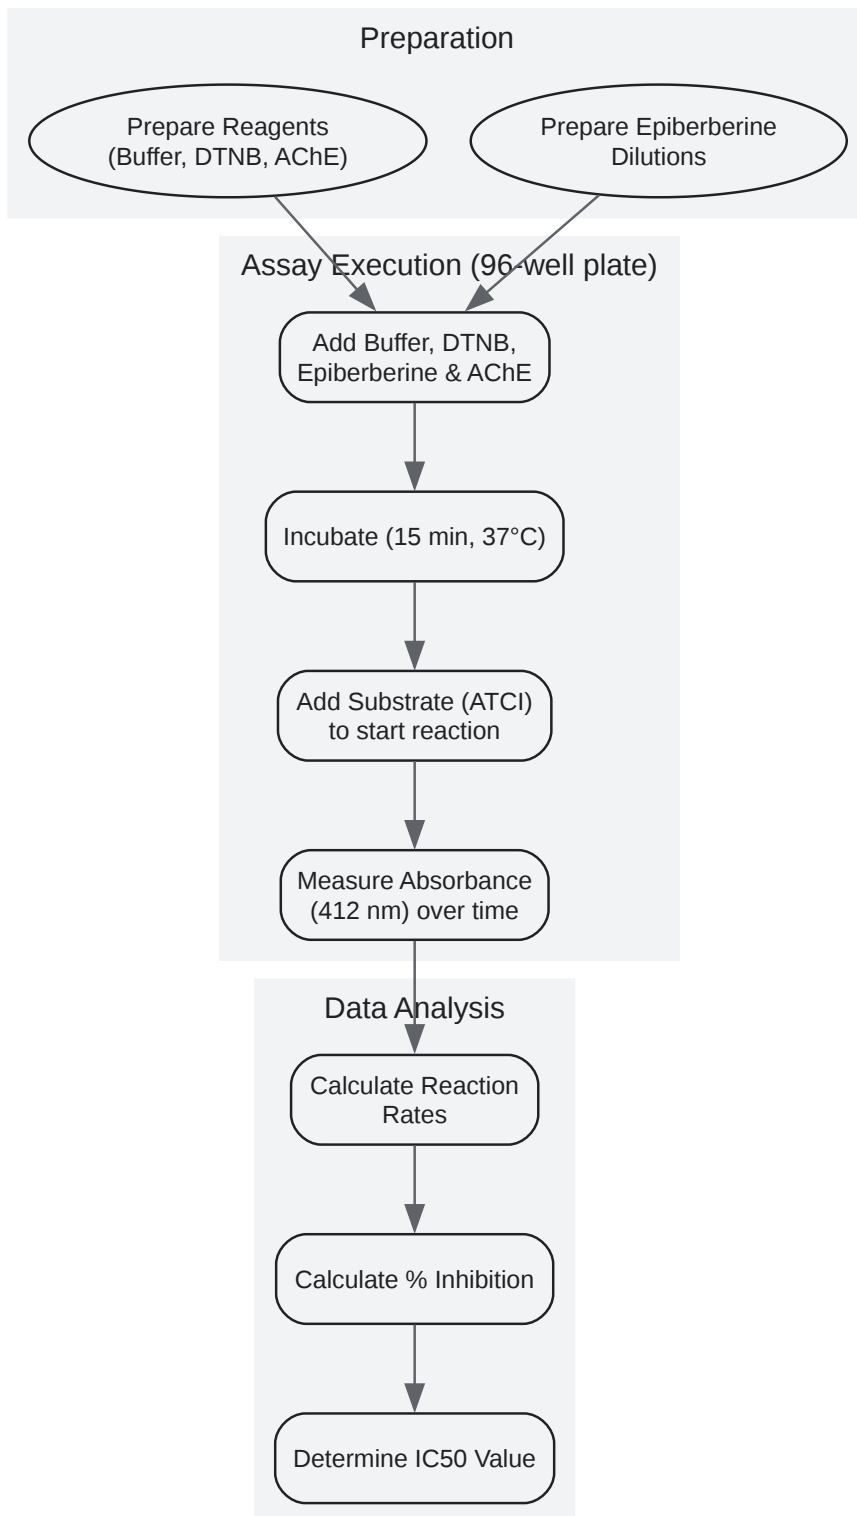 Preparation
Prepare Reagents
(Buffer, DTNB, AChE)
Prepare Epiberberine
Dilutions
Assay Execution (96-well plate)
Add Buffer, DTNB,
Epiberberine & AChE
Incubate (15 min, 37°C)
Add Substrate (ATCI)
to start reaction
Measure Absorbance
(412 nm) over time
Data Analysis
Calculate Reaction
Rates
Calculate % Inhibition
Determine IC50 Value